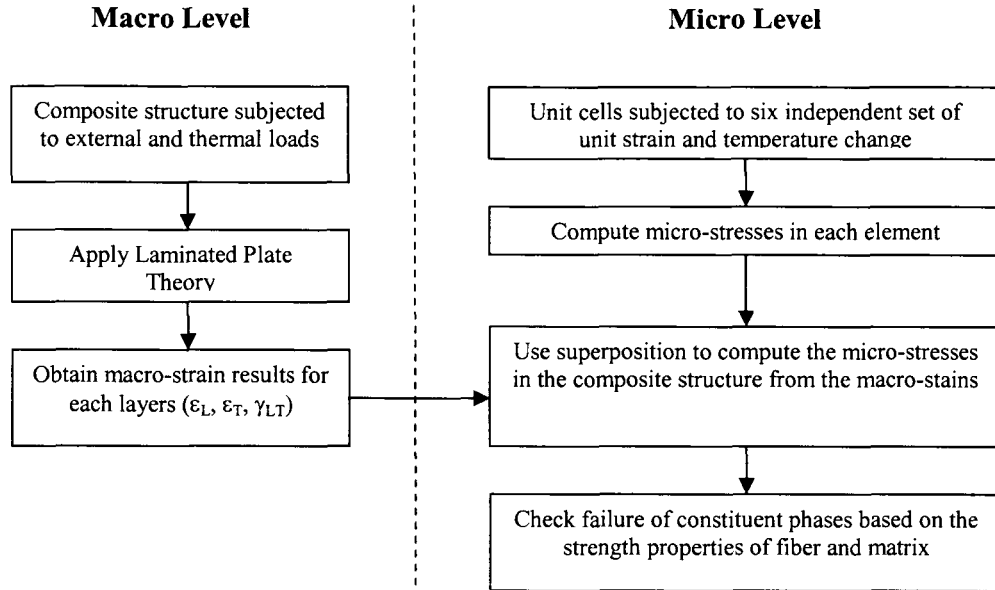 Macro Level
Composite structure subjected
to external and thermal loads
Apply Laminated Plate
Theory
Obtain macro-strain results for
each layers (εL, εT, γLT)
Micro Level
Unit cells subjected to six independent set of
unit strain and temperature change
Compute micro-stresses in each element
Use superposition to compute the micro-stresses
in the composite structure from the macro-stains
Check failure of constituent phases based on the
strength properties of fiber and matrix